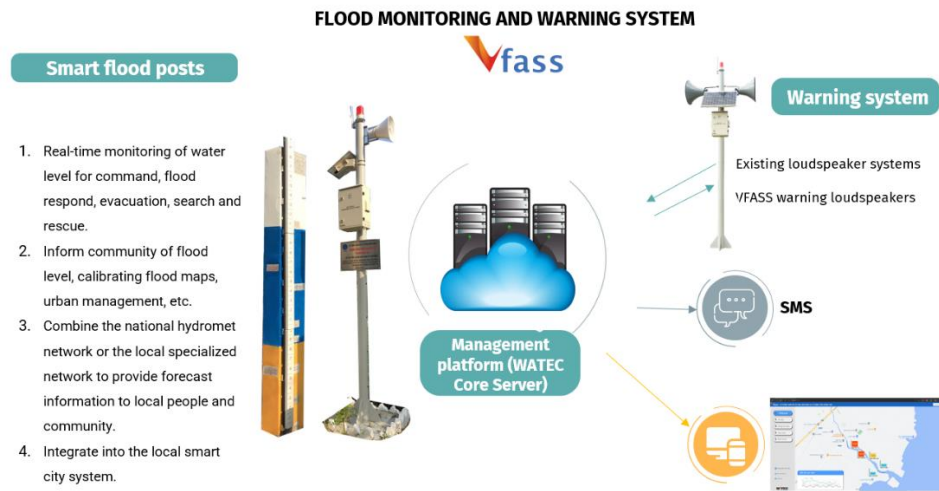 FLOOD MONITORING AND WARNING SYSTEM
Vfass
Smart flood posts
1. Real-time monitoring of water
level for command, flood
respond, evacuation, search and
rescue.
2. Inform community of flood
level, calibrating flood maps,
urban management, etc.
3. Combine the national hydromet
network or the local specialized
network to provide forecast
information to local people and
community.
4. Integrate into the local smart
city system.
Management
platform (WATEC
Core Server)
Warning system
Existing loudspeaker systems
VFASS warning loudspeakers
SMS